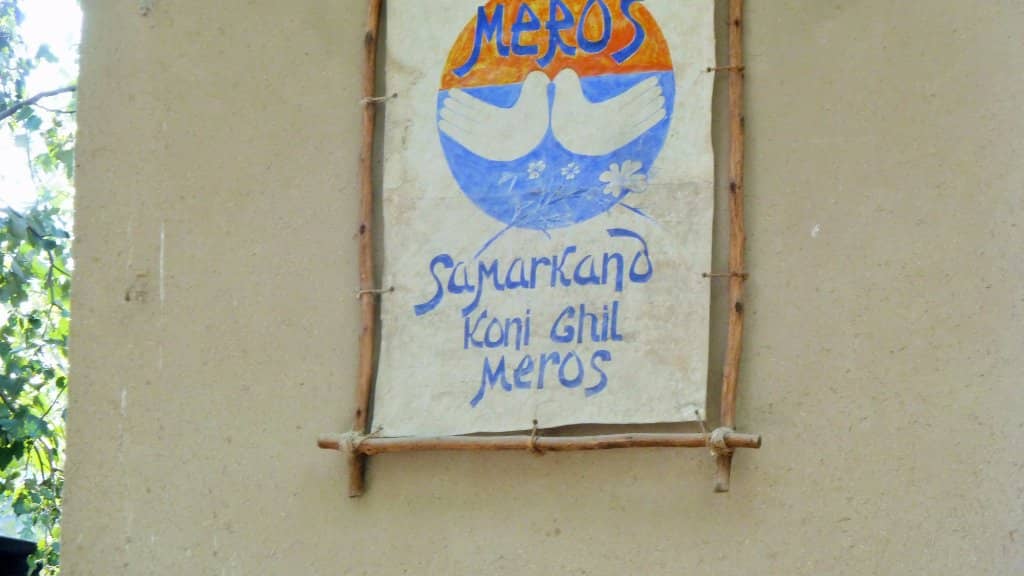 MEROS
Samarkand
Koni Ghil
Meros